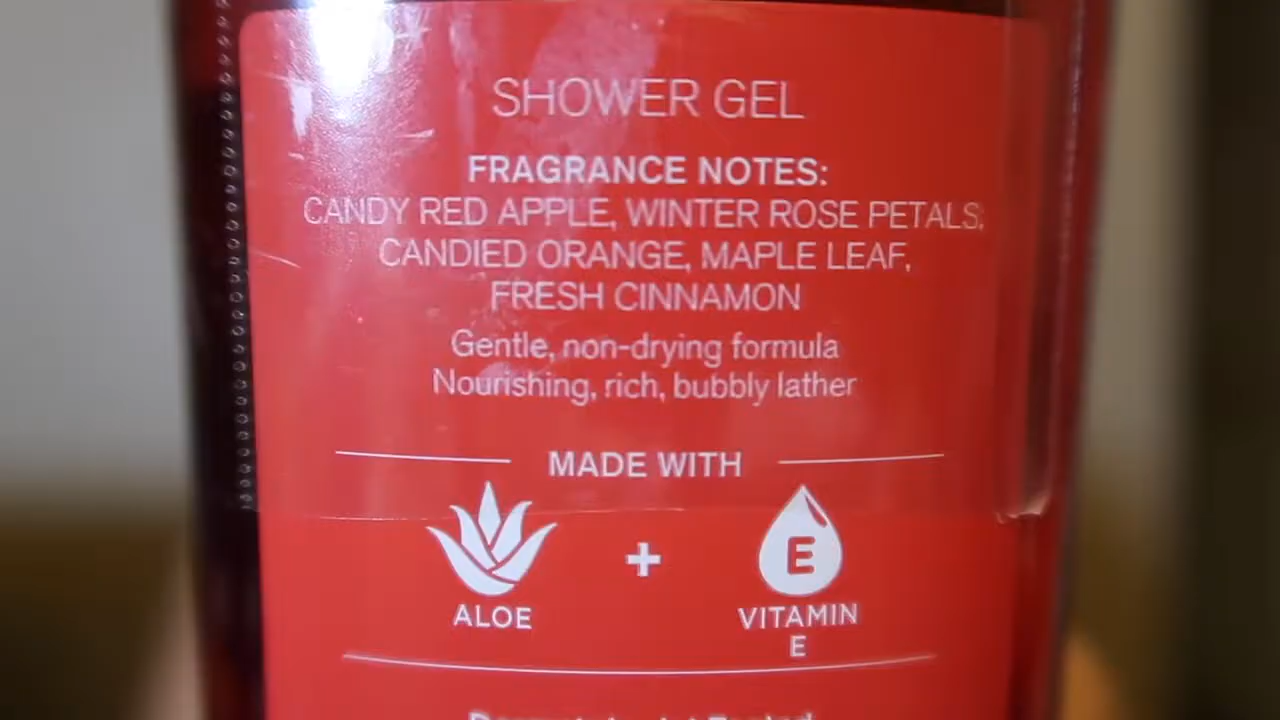 SHOWER GEL
FRAGRANCE NOTES:
CANDY RED APPLE, WINTER ROSE PETALS,
CANDIED ORANGE, MAPLE LEAF,
FRESH CINNAMON
Gentle, non-drying formula
Nourishing, rich, bubbly lather
MADE WITH
+
E
ALOE
VITAMIN
E